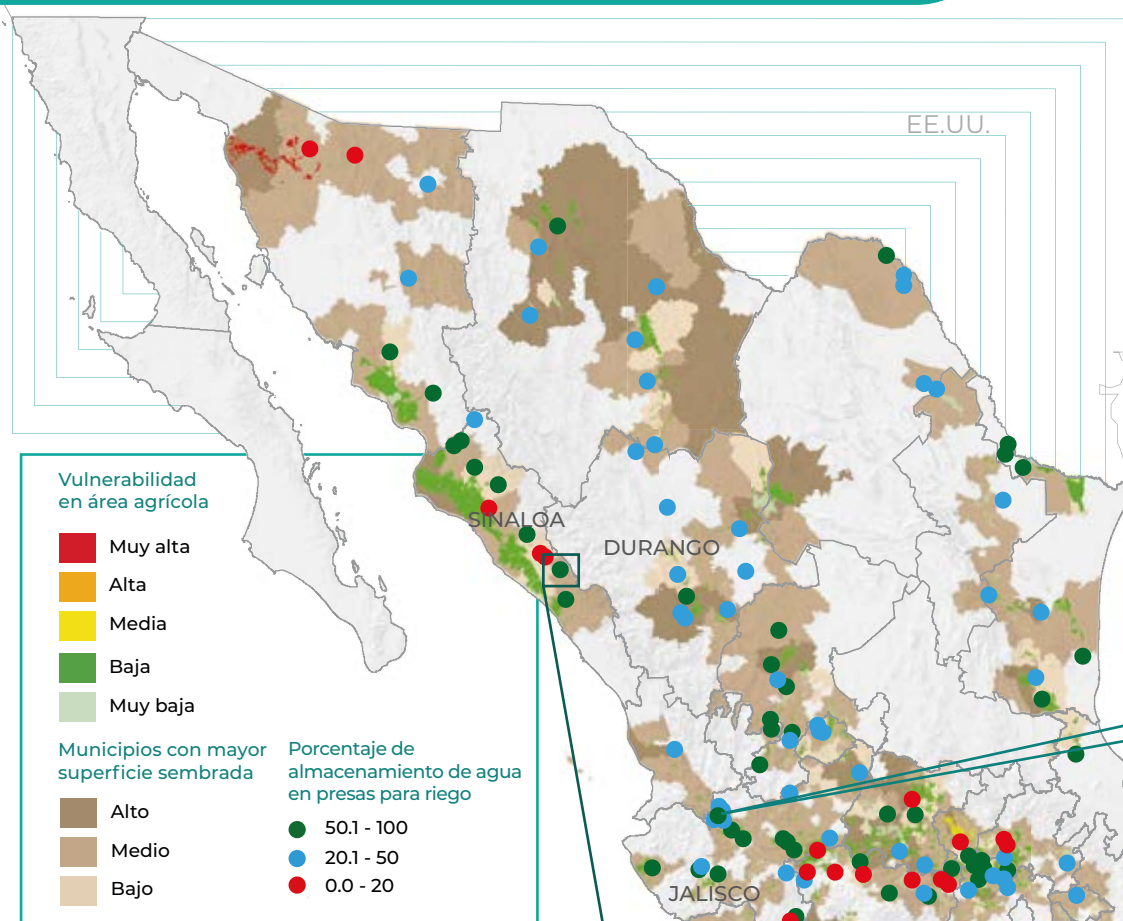 EE.UU.
SINALOA
DURANGO
JALISCO
Vulnerabilidad
en área agrícola
Muy alta
Alta
Media
Baja
Muy baja
Municipios con mayor
superficie sembrada
Alto
Medio
Bajo
Porcentaje de
almacenamiento de agua
en presas para riego
50.1 - 100
20.1 - 50
0.0 - 20